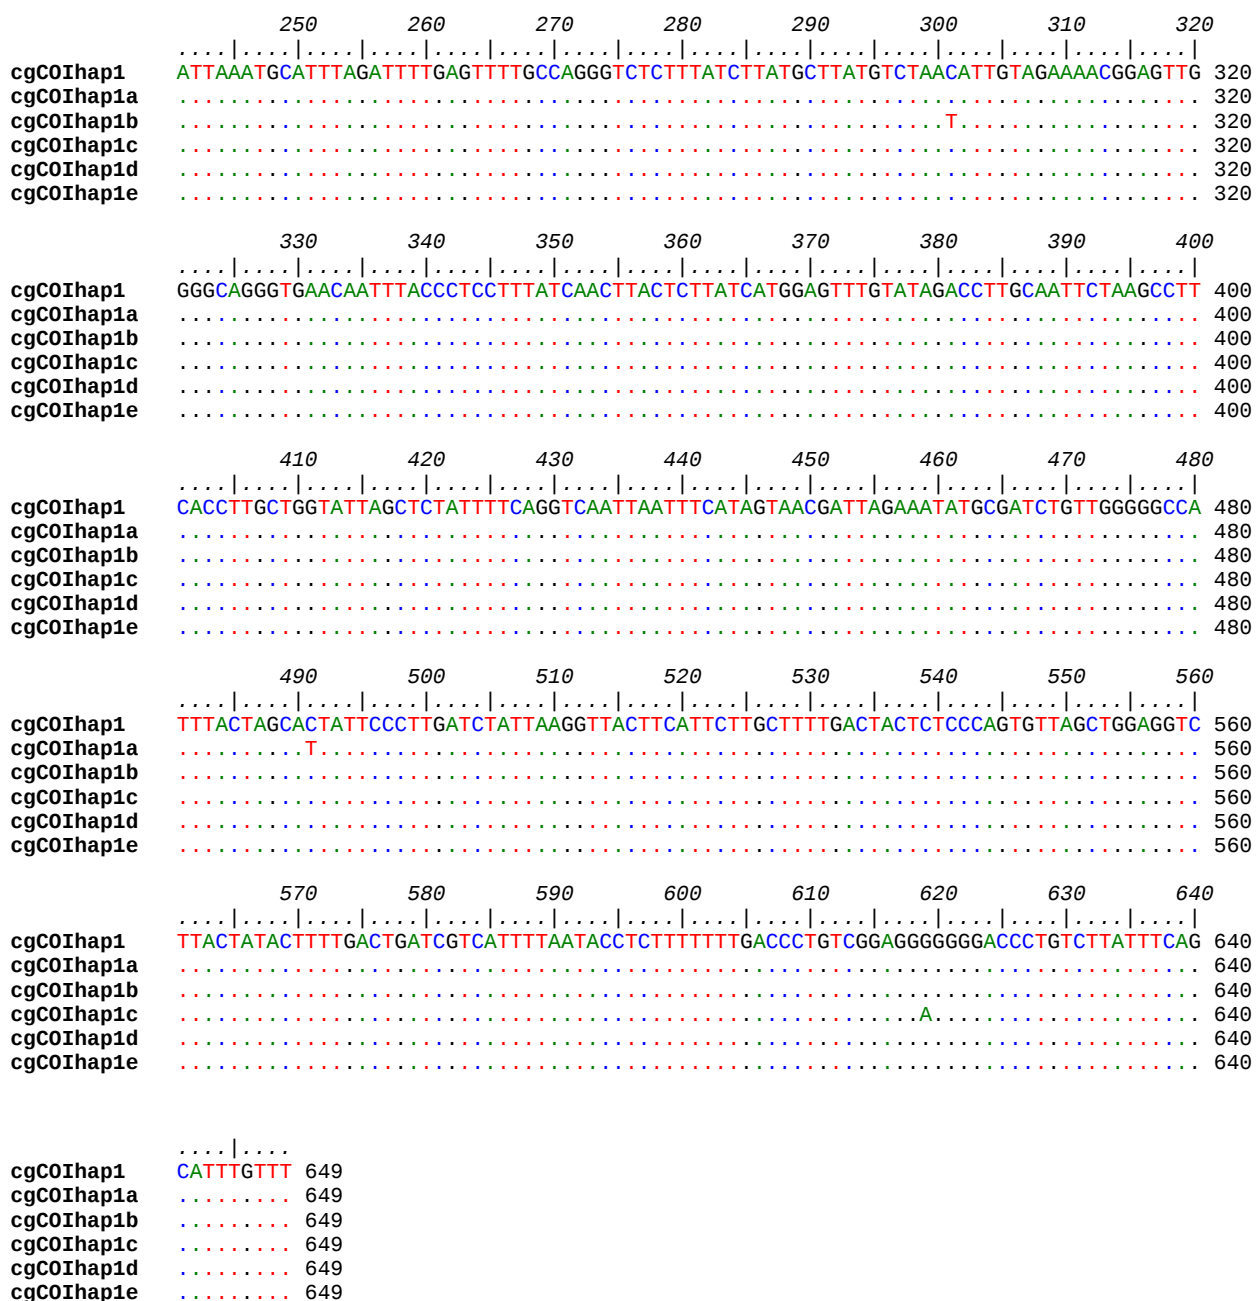 250 260 270 280 290 300 310 320
....|....|....|....|....|....|....|....|....|....|....|....|....|....|....|....|
cgCOIhap1 ATTAAATGCATTTAGATTTTGAGTTTTGCCAGGGTCTCTTTATCTTATGCTTATGTCTAACATTGTAGAAAACGGAGTTG 320
cgCOIhap1a ................................................................................ 320
cgCOIhap1b ............................................................T................... 320
cgCOIhap1c ................................................................................ 320
cgCOIhap1d ................................................................................ 320
cgCOIhap1e ................................................................................ 320
330 340 350 360 370 380 390 400
....|....|....|....|....|....|....|....|....|....|....|....|....|....|....|....|
cgCOIhap1 GGGCAGGGTGAACAATTTACCCTCCTTTATCAACTTACTCTTATCATGGAGTTTGTATAGACCTTGCAATTCTAAGCCTT 400
cgCOIhap1a ................................................................................ 400
cgCOIhap1b ................................................................................ 400
cgCOIhap1c ................................................................................ 400
cgCOIhap1d ................................................................................ 400
cgCOIhap1e ................................................................................ 400
410 420 430 440 450 460 470 480
....|....|....|....|....|....|....|....|....|....|....|....|....|....|....|....|
cgCOIhap1 CACCTTGCTGGTATTAGCTCTATTTTCAGGTCAATTAATTTCATAGTAACGATTAGAAATATGCGATCTGTTGGGGGCCA 480
cgCOIhap1a ................................................................................ 480
cgCOIhap1b ................................................................................ 480
cgCOIhap1c ................................................................................ 480
cgCOIhap1d ................................................................................ 480
cgCOIhap1e ................................................................................ 480
490 500 510 520 530 540 550 560
....|....|....|....|....|....|....|....|....|....|....|....|....|....|....|....|
cgCOIhap1 TTTACTAGCACTATTCCCTTGATCTATTAAGGTTACTTCATTCTTGCTTTTGACTACTCTCCCAGTGTTAGCTGGAGGTC 560
cgCOIhap1a ..........T..................................................................... 560
cgCOIhap1b ................................................................................ 560
cgCOIhap1c ................................................................................ 560
cgCOIhap1d ................................................................................ 560
cgCOIhap1e ................................................................................ 560
570 580 590 600 610 620 630 640
....|....|....|....|....|....|....|....|....|....|....|....|....|....|....|....|
cgCOIhap1 TTACTATACTTTTGACTGATCGTCATTTTAATACCTCTTTTTTTGACCCTGTCGGAGGGGGGGACCCTGTCTTATTTCAG 640
cgCOIhap1a ................................................................................ 640
cgCOIhap1b ................................................................................ 640
cgCOIhap1c ..........................................................A..................... 640
cgCOIhap1d ................................................................................ 640
cgCOIhap1e ................................................................................ 640
....|....
cgCOIhap1 CATTTGTTT 649
cgCOIhap1a ......... 649
cgCOIhap1b ......... 649
cgCOIhap1c ......... 649
cgCOIhap1d ......... 649
cgCOIhap1e ......... 649